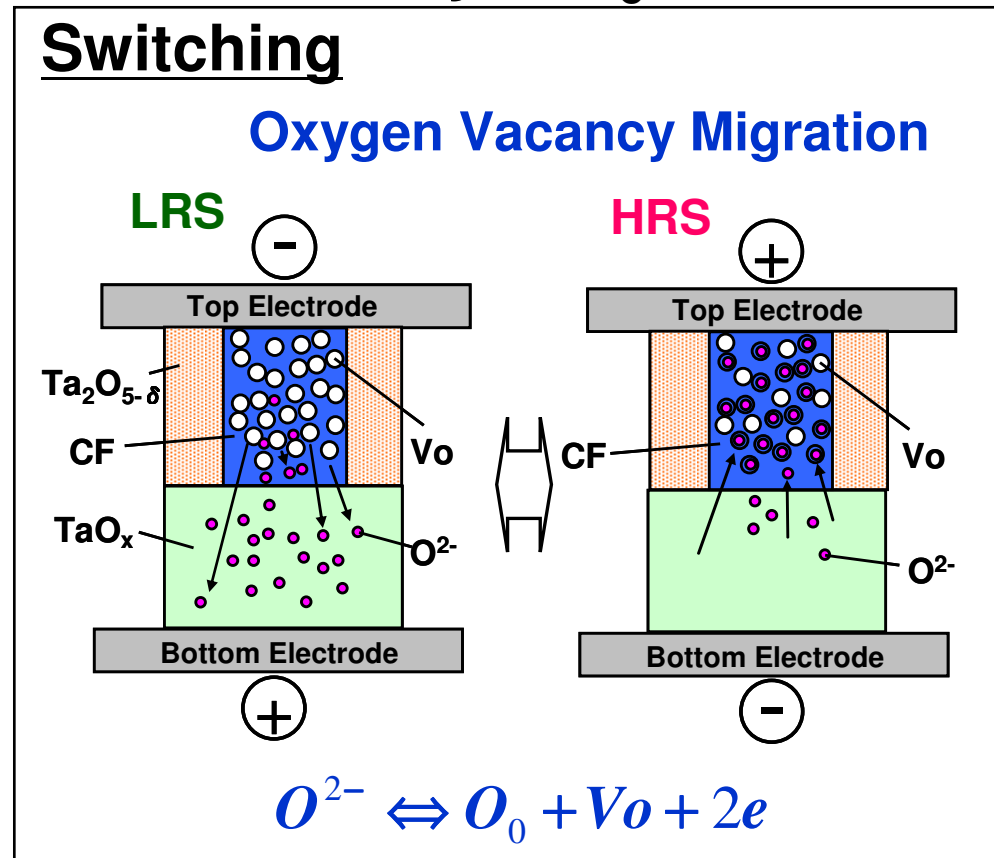 Switching
Oxygen Vacancy Migration
LRS
HRS
-
+
Top Electrode
Top Electrode
Ta₂O₅₋δ
CF
Vo
CF
Vo
TaOₓ
O²⁻
O²⁻
Bottom Electrode
Bottom Electrode
+
-
O²⁻ ⇔ O₀ + Vo + 2e